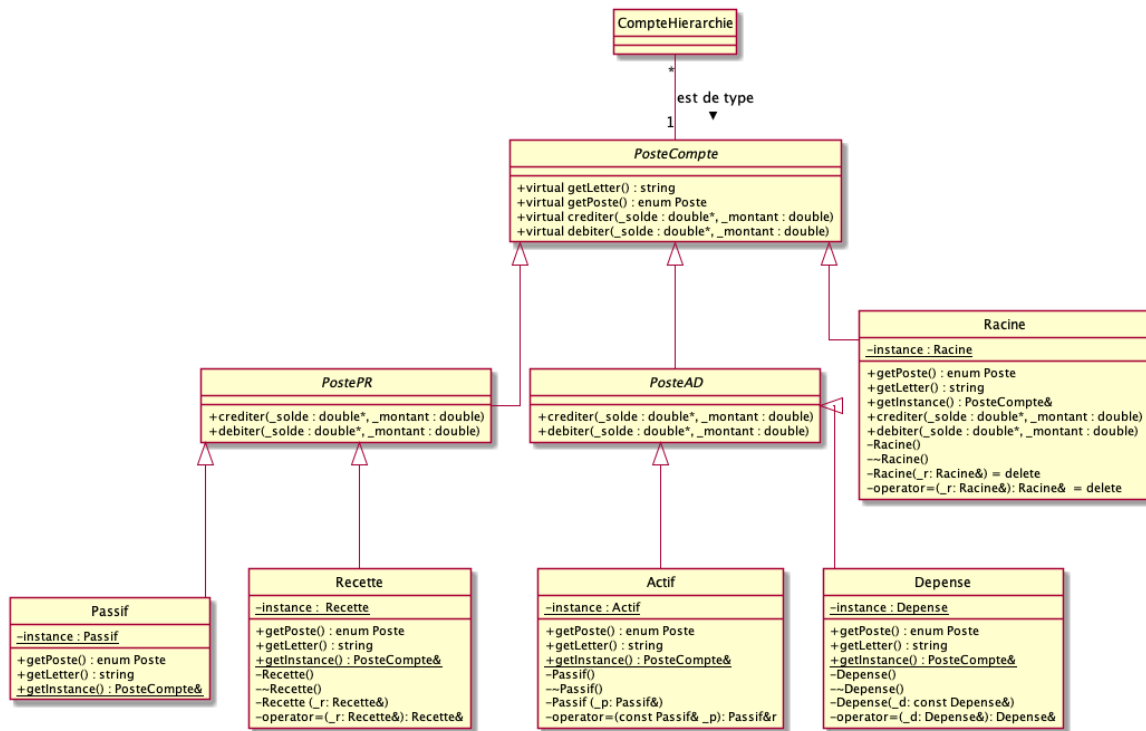 CompteHierarchie
*
est de type
▼
1
PosteCompte
+virtual getLetter() : string
+virtual getPoste() : enum Poste
+virtual crediter(_solde : double*, _montant : double)
+virtual debiter(_solde : double*, _montant : double)
PostePR
+crediter(_solde : double*, _montant : double)
+debiter(_solde : double*, _montant : double)
PosteAD
+crediter(_solde : double*, _montant : double)
+debiter(_solde : double*, _montant : double)
Racine
-instance : Racine
+getPoste() : enum Poste
+getLetter() : string
+getInstance() : PosteCompte&
+crediter(_solde : double*, _montant : double)
+debiter(_solde : double*, _montant : double)
-Racine()
-~Racine()
-Racine(_r: Racine&) = delete
-operator=(_r: Racine&): Racine& = delete
Passif
-instance : Passif
+getPoste() : enum Poste
+getLetter() : string
+getInstance() : PosteCompte&
Recette
-instance : Recette
+getPoste() : enum Poste
+getLetter() : string
+getInstance() : PosteCompte&
-Recette()
-~Recette()
-Recette (_r: Recette&)
-operator=(_r: Recette&): Recette&
Actif
-instance : Actif
+getPoste() : enum Poste
+getLetter() : string
+getInstance() : PosteCompte&
-Passif()
-~Passif()
-Passif (_p: Passif&)
-operator=(const Passif& _p): Passif&r
Depense
-instance : Depense
+getPoste() : enum Poste
+getLetter() : string
+getInstance() : PosteCompte&
-Depense()
-~Depense()
-Depense(_d: const Depense&)
-operator=(_d: Depense&): Depense&